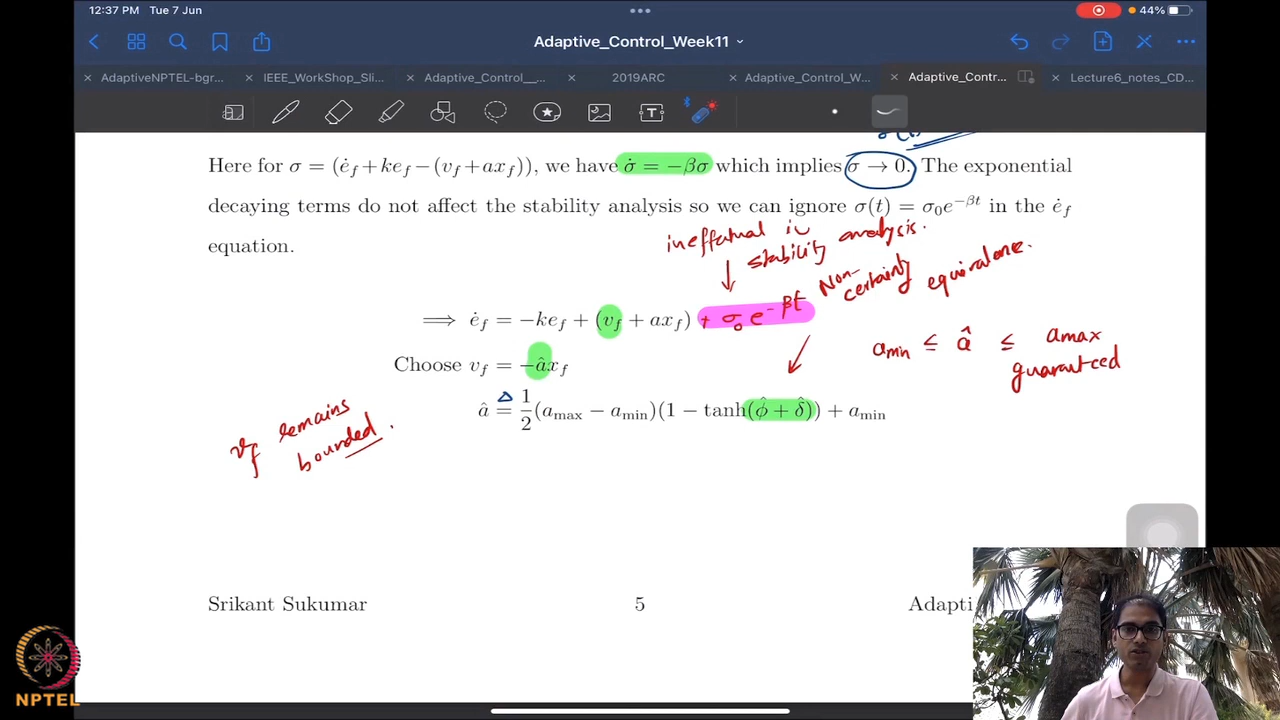 12:37 PM Tue 7 Jun
44%
Adaptive_Control_Week11
AdaptiveNPTEL-bgr...
IEEE_WorkShop_Sli...
Adaptive_Control__...
2019ARC
Adaptive_Control_W...
Adaptive_Contr...
Lecture6_notes_CD...
Here for σ = (ė_f + ke_f − (v_f + ax_f)), we have σ̇ = −βσ which implies σ → 0. The exponential
decaying terms do not affect the stability analysis so we can ignore σ(t) = σ₀e^{−βt} in the ė_f
equation.
ineffectual in
stability analysis.
Non-
certainty equivalence.
⟹ ė_f = −ke_f + (v_f + ax_f) + σ₀ e^{−βt}
a_min ≤ â ≤ a_max
guaranteed
Choose v_f = −âx_f
â ≜ 1/2 (a_max − a_min)(1 − tanh(φ̂ + δ̂)) + a_min
v_f remains
bounded.
Srikant Sukumar
5
Adapti
NPTEL